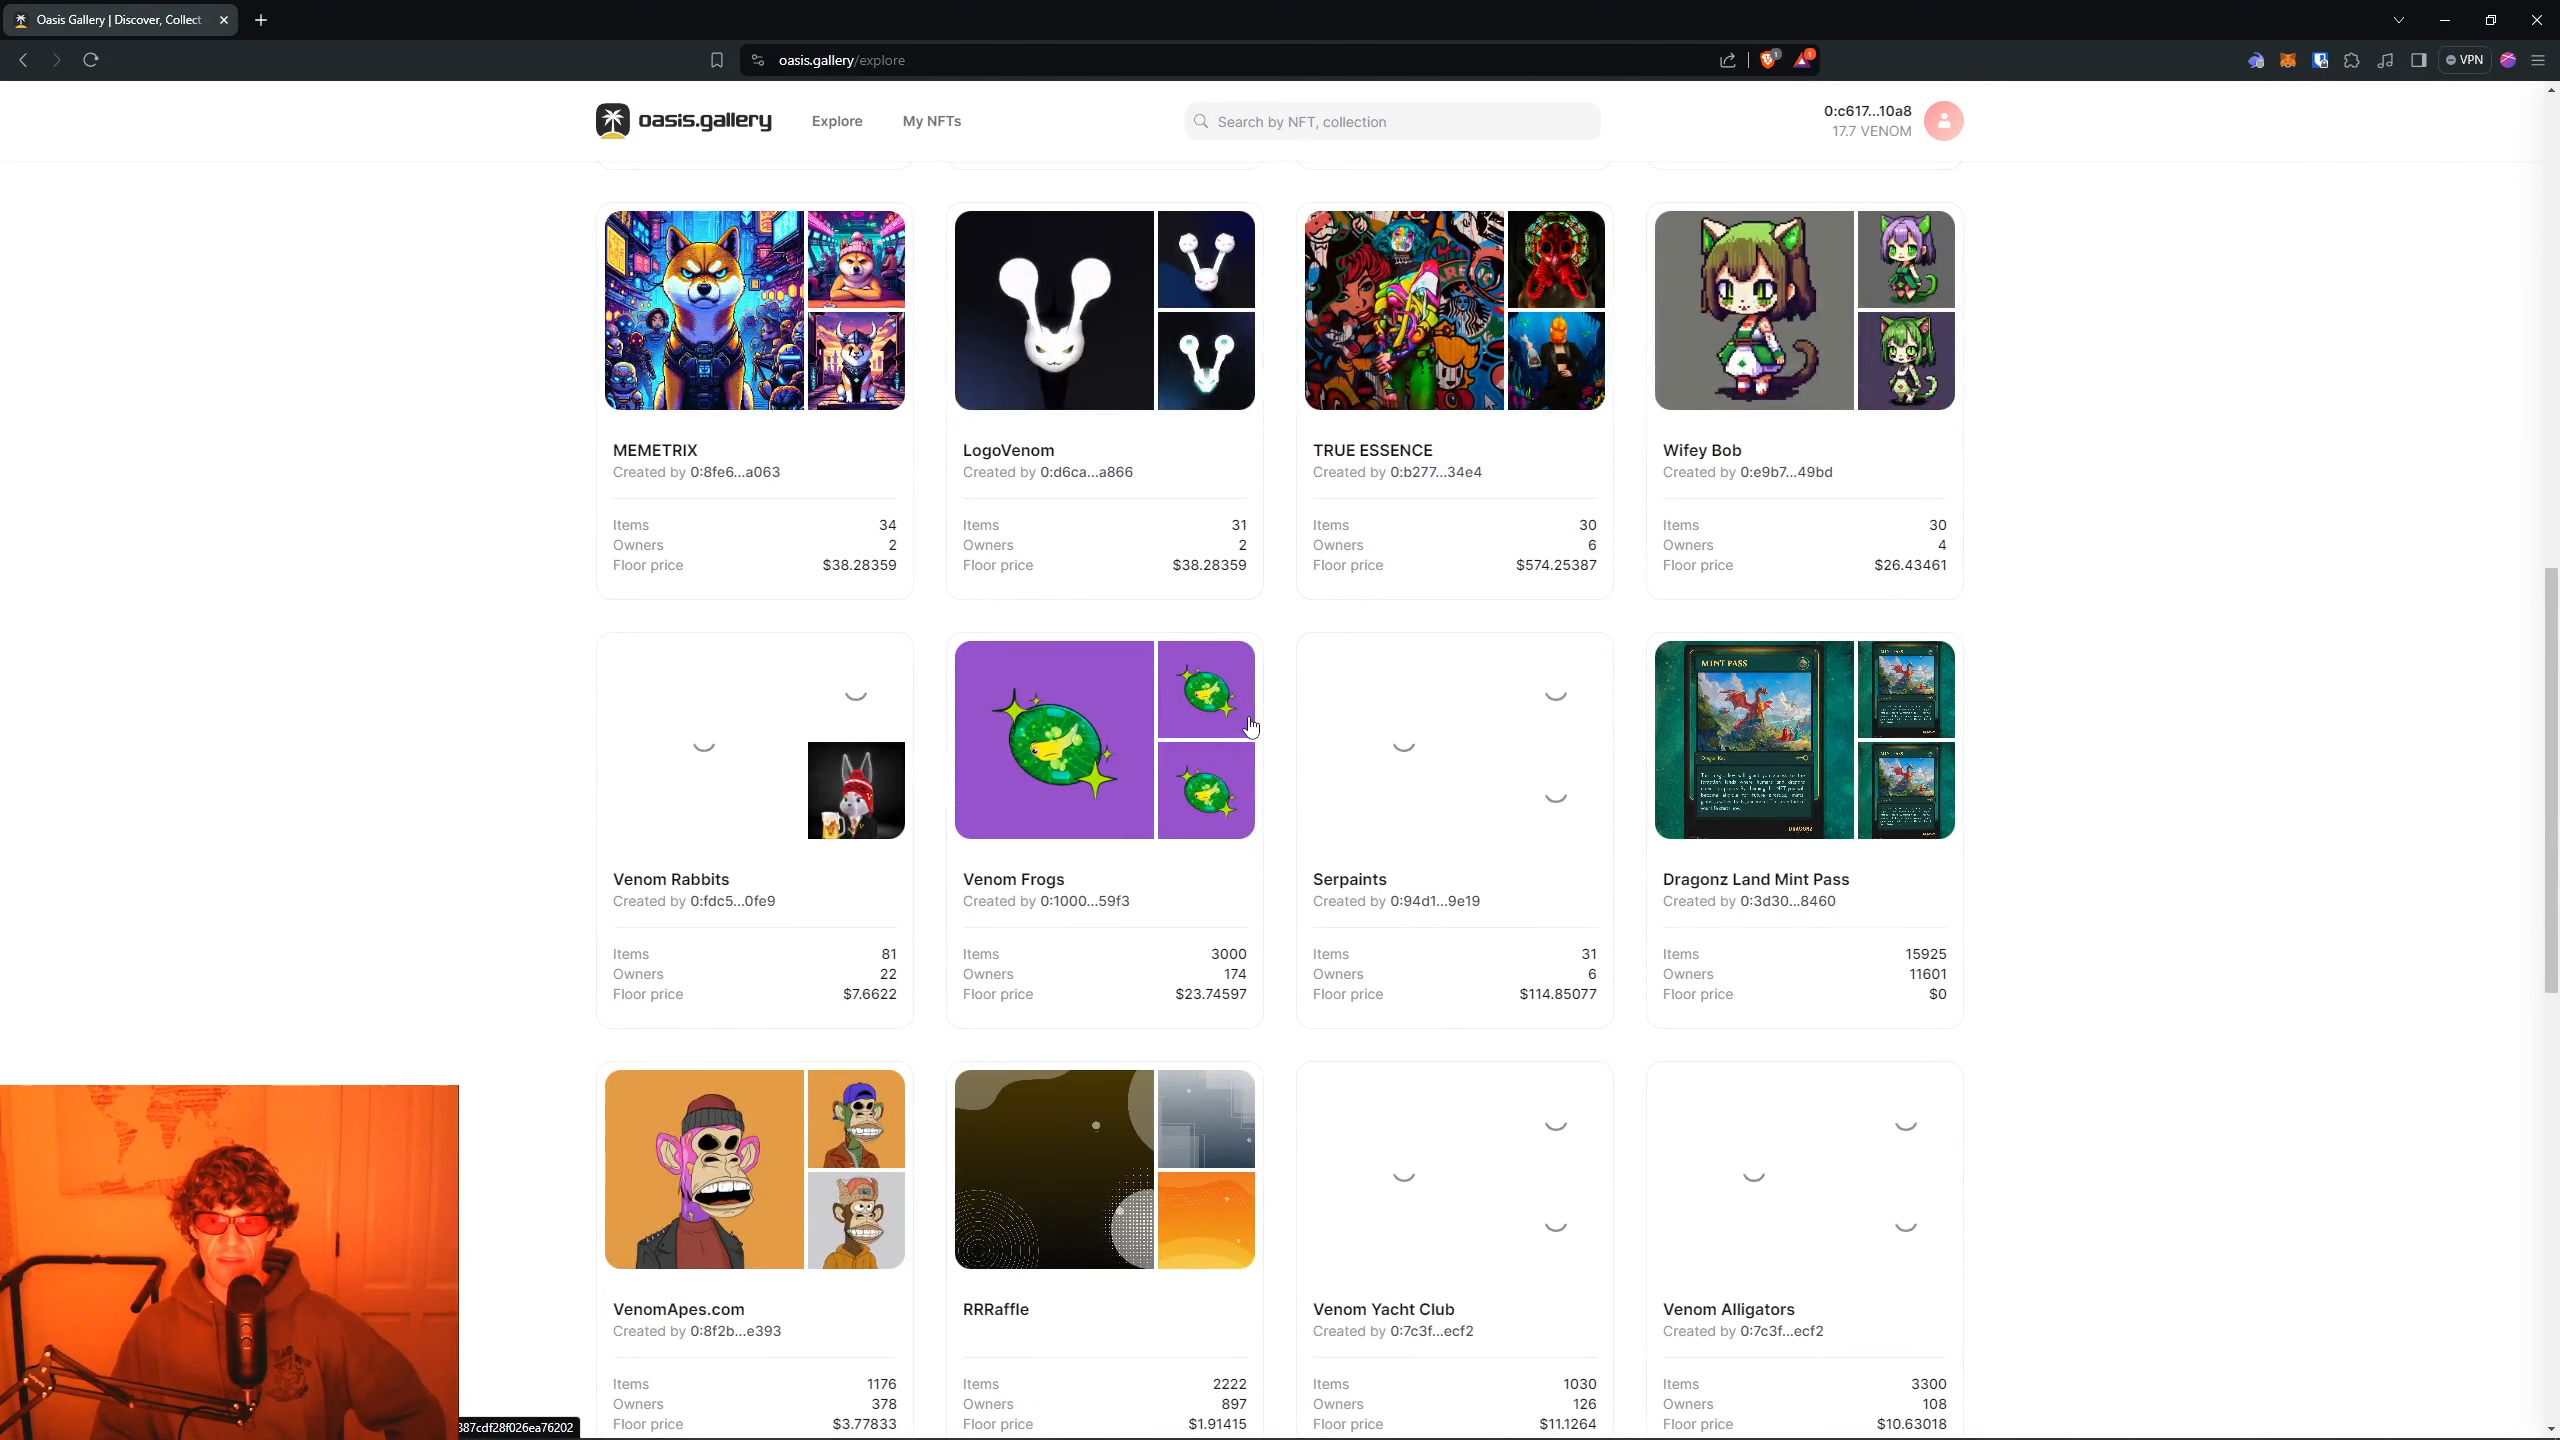 Oasis Gallery | Discover, Collect
oasis.gallery/explore
VPN
oasis.gallery
Explore
My NFTs
Search by NFT, collection
0:c617...10a8
17.7 VENOM
MEMETRIX
Created by 0:8fe6...a063
Items 34
Owners 2
Floor price $38.28359
LogoVenom
Created by 0:d6ca...a866
Items 31
Owners 2
Floor price $38.28359
TRUE ESSENCE
Created by 0:b277...34e4
Items 30
Owners 6
Floor price $574.25387
Wifey Bob
Created by 0:e9b7...49bd
Items 30
Owners 4
Floor price $26.43461
Venom Rabbits
Created by 0:fdc5...0fe9
Items 81
Owners 22
Floor price $7.6622
Venom Frogs
Created by 0:1000...59f3
Items 3000
Owners 174
Floor price $23.74597
Serpaints
Created by 0:94d1...9e19
Items 31
Owners 6
Floor price $114.85077
MINT PASS
Dragon Key
DRAGONZ
MINT PASS
MINT PASS
Dragonz Land Mint Pass
Created by 0:3d30...8460
Items 15925
Owners 11601
Floor price $0
VenomApes.com
Created by 0:8f2b...e393
Items 1176
Owners 378
Floor price $3.77833
RRRaffle
Items 2222
Owners 897
Floor price $1.91415
Venom Yacht Club
Created by 0:7c3f...ecf2
Items 1030
Owners 126
Floor price $11.1264
Venom Alligators
Created by 0:7c3f...ecf2
Items 3300
Owners 108
Floor price $10.63018
387cdf28f026ea76202